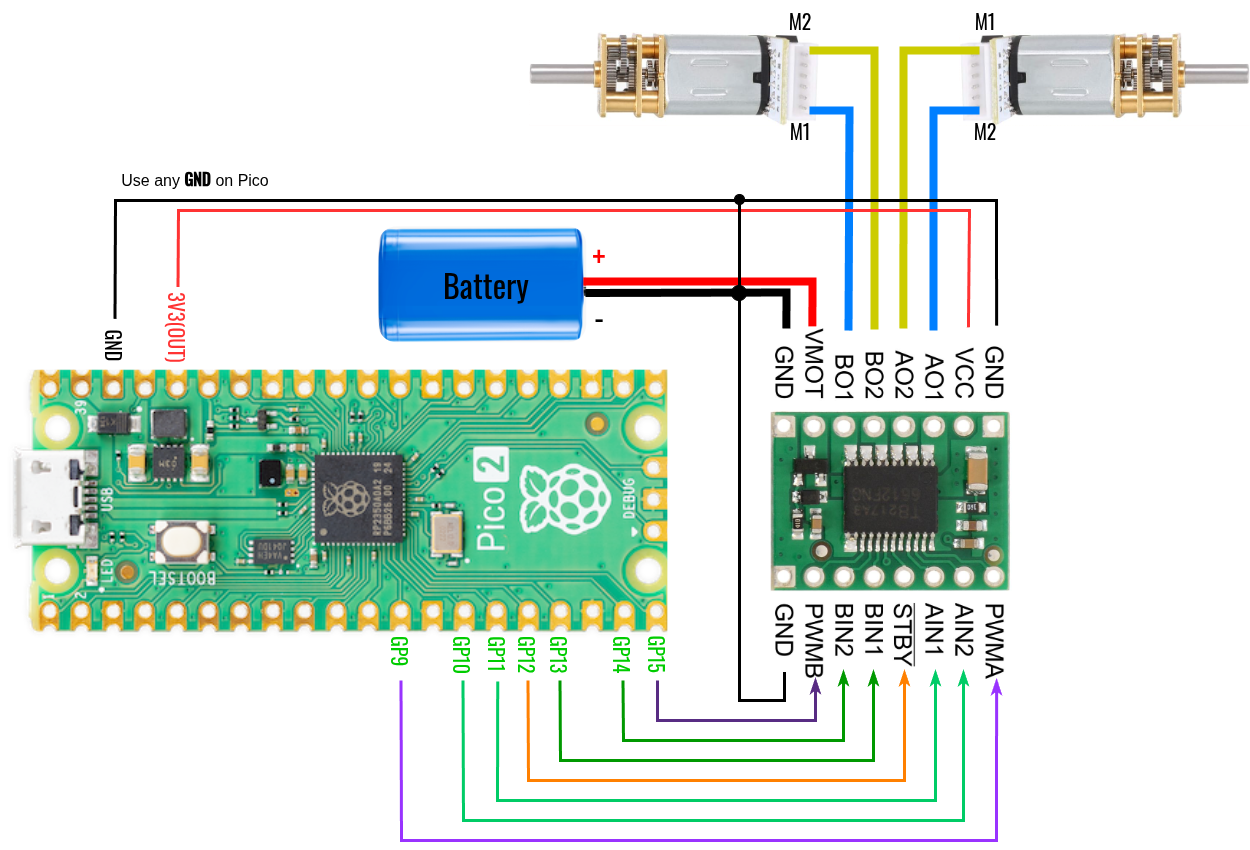 M2
M1
M1
M2
Use any GND on Pico
Battery
+
-
GND
3V3(OUT)
GND
VMOT
BO1
BO2
AO2
AO1
VCC
GND
39
USB
BOOTSEL
LED
1
2
Pico 2
DEBUG
RP2350A0A2
19
24
GP9
GP10
GP11
GP12
GP13
GP14
GP15
GND
PWMB
BIN2
BIN1
STBY
AIN1
AIN2
PWMA